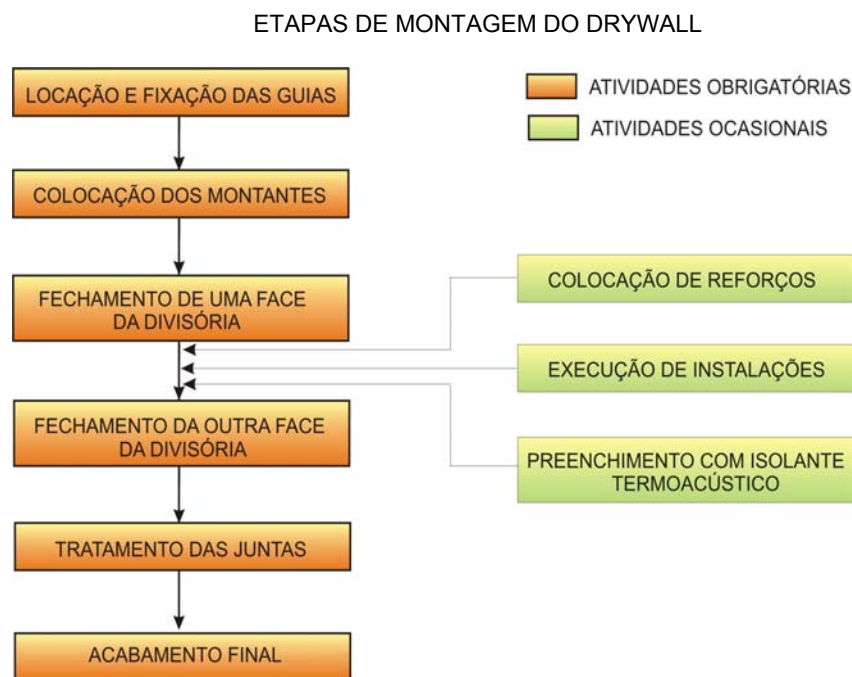 ETAPAS DE MONTAGEM DO DRYWALL
LOCAÇÃO E FIXAÇÃO DAS GUIAS
COLOCAÇÃO DOS MONTANTES
FECHAMENTO DE UMA FACE
DA DIVISÓRIA
FECHAMENTO DA OUTRA FACE
DA DIVISÓRIA
TRATAMENTO DAS JUNTAS
ACABAMENTO FINAL
ATIVIDADES OBRIGATÓRIAS
ATIVIDADES OCASIONAIS
COLOCAÇÃO DE REFORÇOS
EXECUÇÃO DE INSTALAÇÕES
PREENCHIMENTO COM ISOLANTE
TERMOACÚSTICO